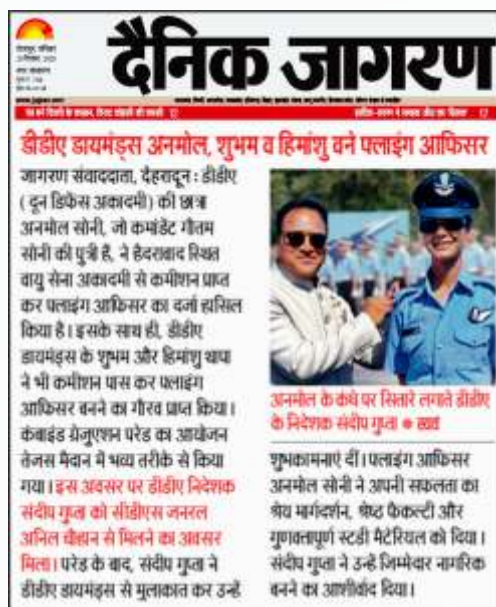 दैनिक जागरण
डीडीए डायमंड्स अनमोल, शुभम व हिमांशु बने फ्लाइंग आफिसर
जागरण संवाददाता, देहरादून : डीडीए
( दून डिफेंस अकादमी) की छात्रा
अनमोल सोनी, जो कमांडेंट गौतम
सोनी की पुत्री हैं, ने हैदराबाद स्थित
वायु सेना अकादमी से कमीशन प्राप्त
कर फ्लाइंग आफिसर का दर्जा हासिल
किया है। इसके साथ ही, डीडीए
डायमंड्स के शुभम और हिमांशु थापा
ने भी कमीशन पास कर फ्लाइंग
आफिसर बनने का गौरव प्राप्त किया।
कंबाइंड ग्रेजुएशन परेड का आयोजन
तेजस मैदान में भव्य तरीके से किया
गया। इस अवसर पर डीडीए निदेशक
संदीप गुप्ता को सीडीएस जनरल
अनिल चौहान से मिलने का अवसर
मिला। परेड के बाद, संदीप गुप्ता ने
डीडीए डायमंड्स से मुलाकात कर उन्हें
अनमोल के कंधे पर सितारे लगाते डीडीए
के निदेशक संदीप गुप्ता ●
शुभकामनाएं दीं। फ्लाइंग आफिसर
अनमोल सोनी ने अपनी सफलता का
श्रेय मार्गदर्शन, श्रेष्ठ फैकल्टी और
गुणवत्तापूर्ण स्टडी मैटेरियल को दिया।
संदीप गुप्ता ने उन्हें जिम्मेदार नागरिक
बनने का आशीर्वाद दिया।